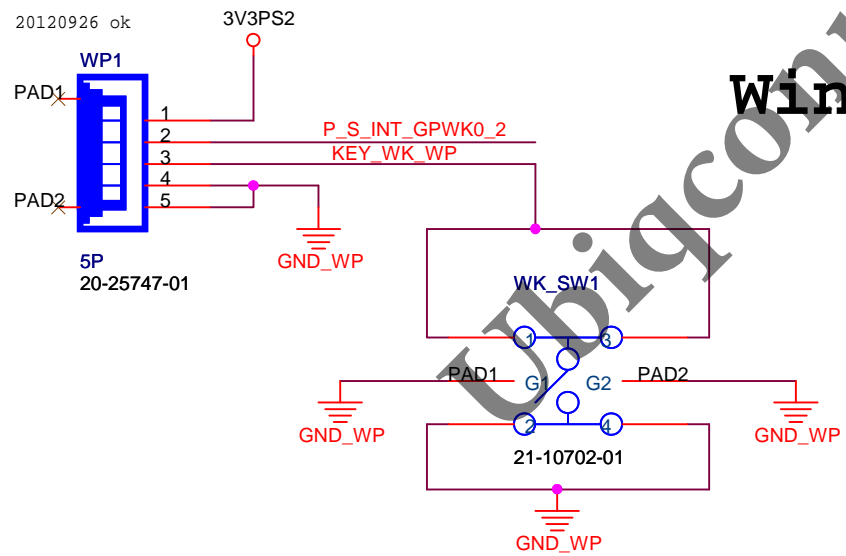 20120926 ok
3V3PS2
WP1
Win
PAD1
1
P_S_INT_GPWK0_2
2
KEY_WK_WP
3
4
PAD2
5
GND_WP
5P
20-25747-01
WK_SW1
1
3
PAD1
G1
G2
PAD2
GND_WP
GND_WP
2
4
21-10702-01
GND_WP